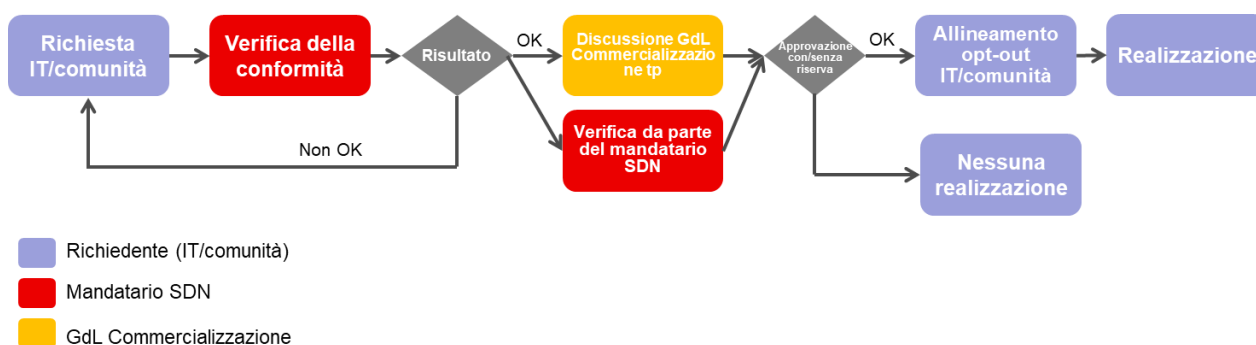 Richiesta
IT/comunità
Verifica della
conformità
Risultato
OK
Non OK
Discussione GdL
Commercializzazio
ne tp
Verifica da parte
del mandatario
SDN
Approvazione
con/senza
riserva
OK
Allineamento
opt-out
IT/comunità
Realizzazione
Nessuna
realizzazione
Richiedente (IT/comunità)
Mandatario SDN
GdL Commercializzazione